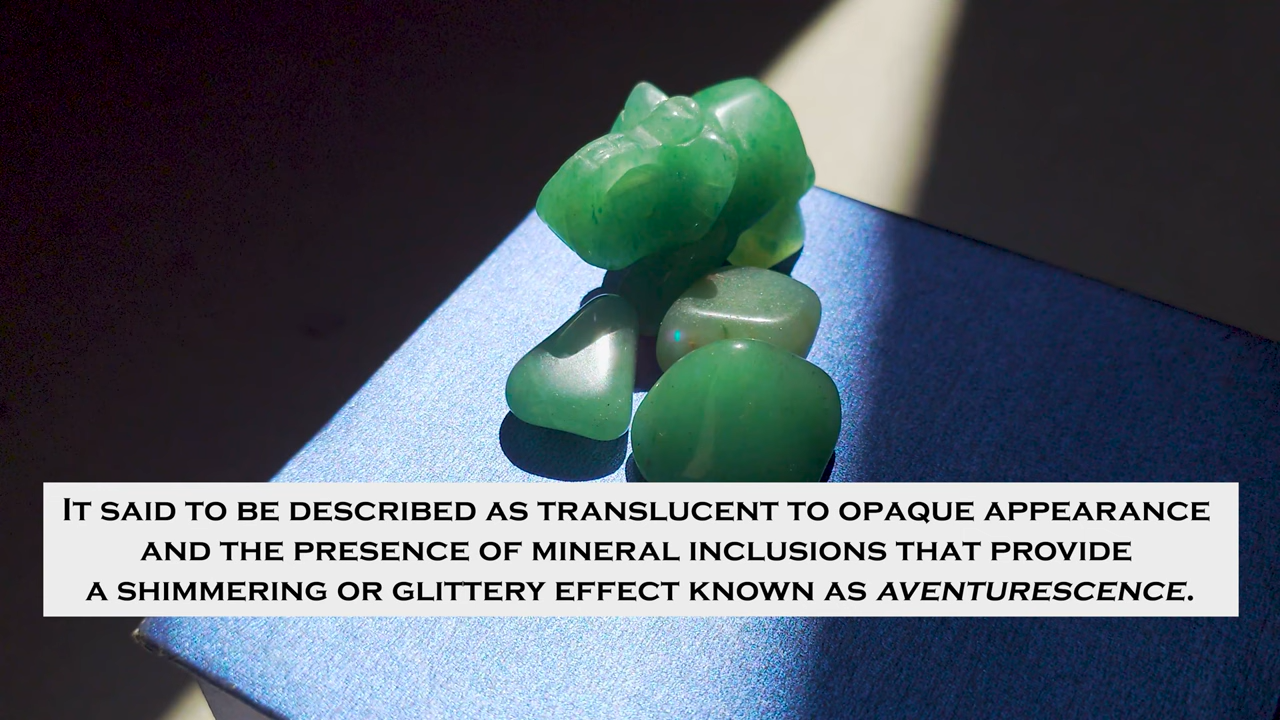 It said to be described as translucent to opaque appearance
and the presence of mineral inclusions that provide
a shimmering or glittery effect known as aventurescence.